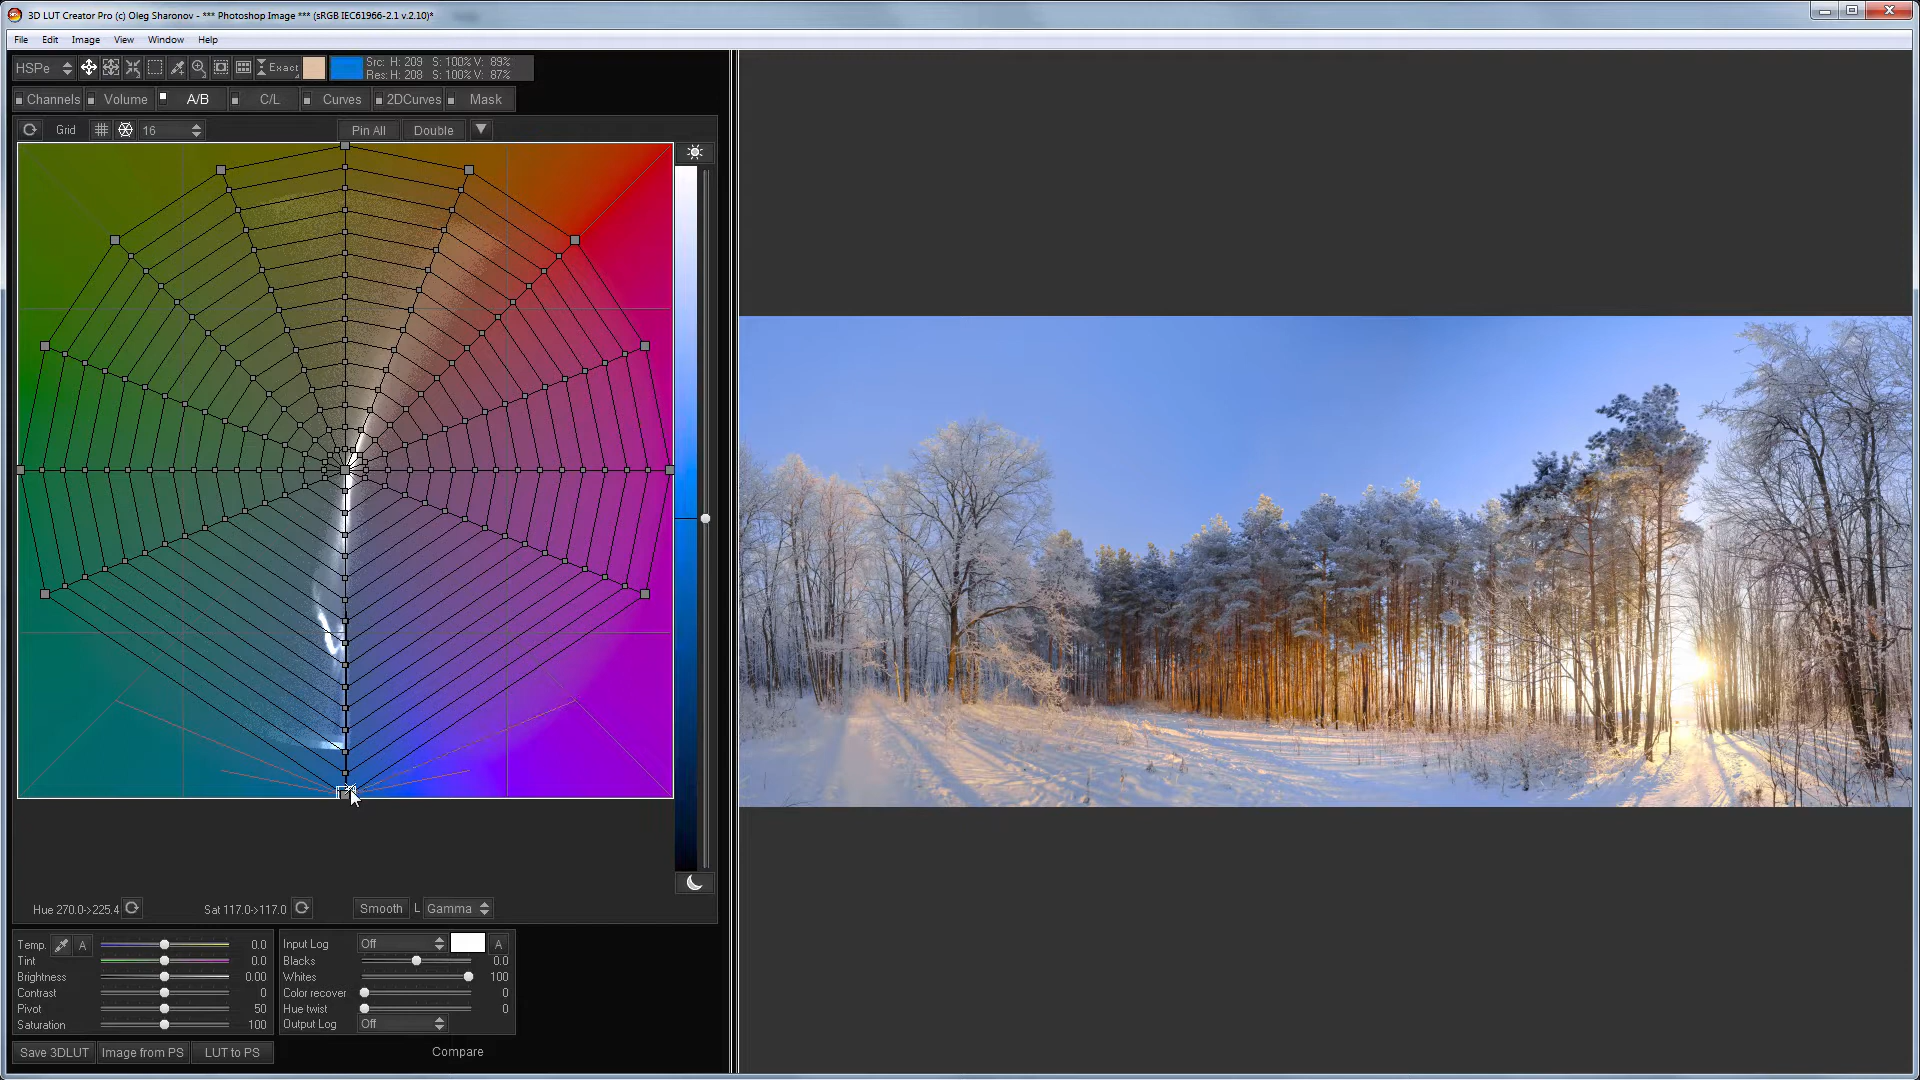 3D LUT Creator Pro (c) Oleg Sharonov - *** Photoshop Image *** (sRGB IEC61966-2.1 v.2.10)*
File Edit Image View Window Help
HSPe Exact Src: H: 209 S: 100% V: 89%
Res: H: 208 S: 100% V: 87%
Channels Volume A/B C/L Curves 2DCurves Mask
Grid 16 Pin All Double
Hue 270.0->225.4 Sat 117.0->117.0 Smooth L Gamma
Temp. A 0.0 Input Log Off A
Tint 0.0 Blacks 0.0
Brightness 0.00 Whites 100
Contrast 0 Color recover 0
Pivot 50 Hue twist 0
Saturation 100 Output Log Off
Save 3DLUT Image from PS LUT to PS Compare